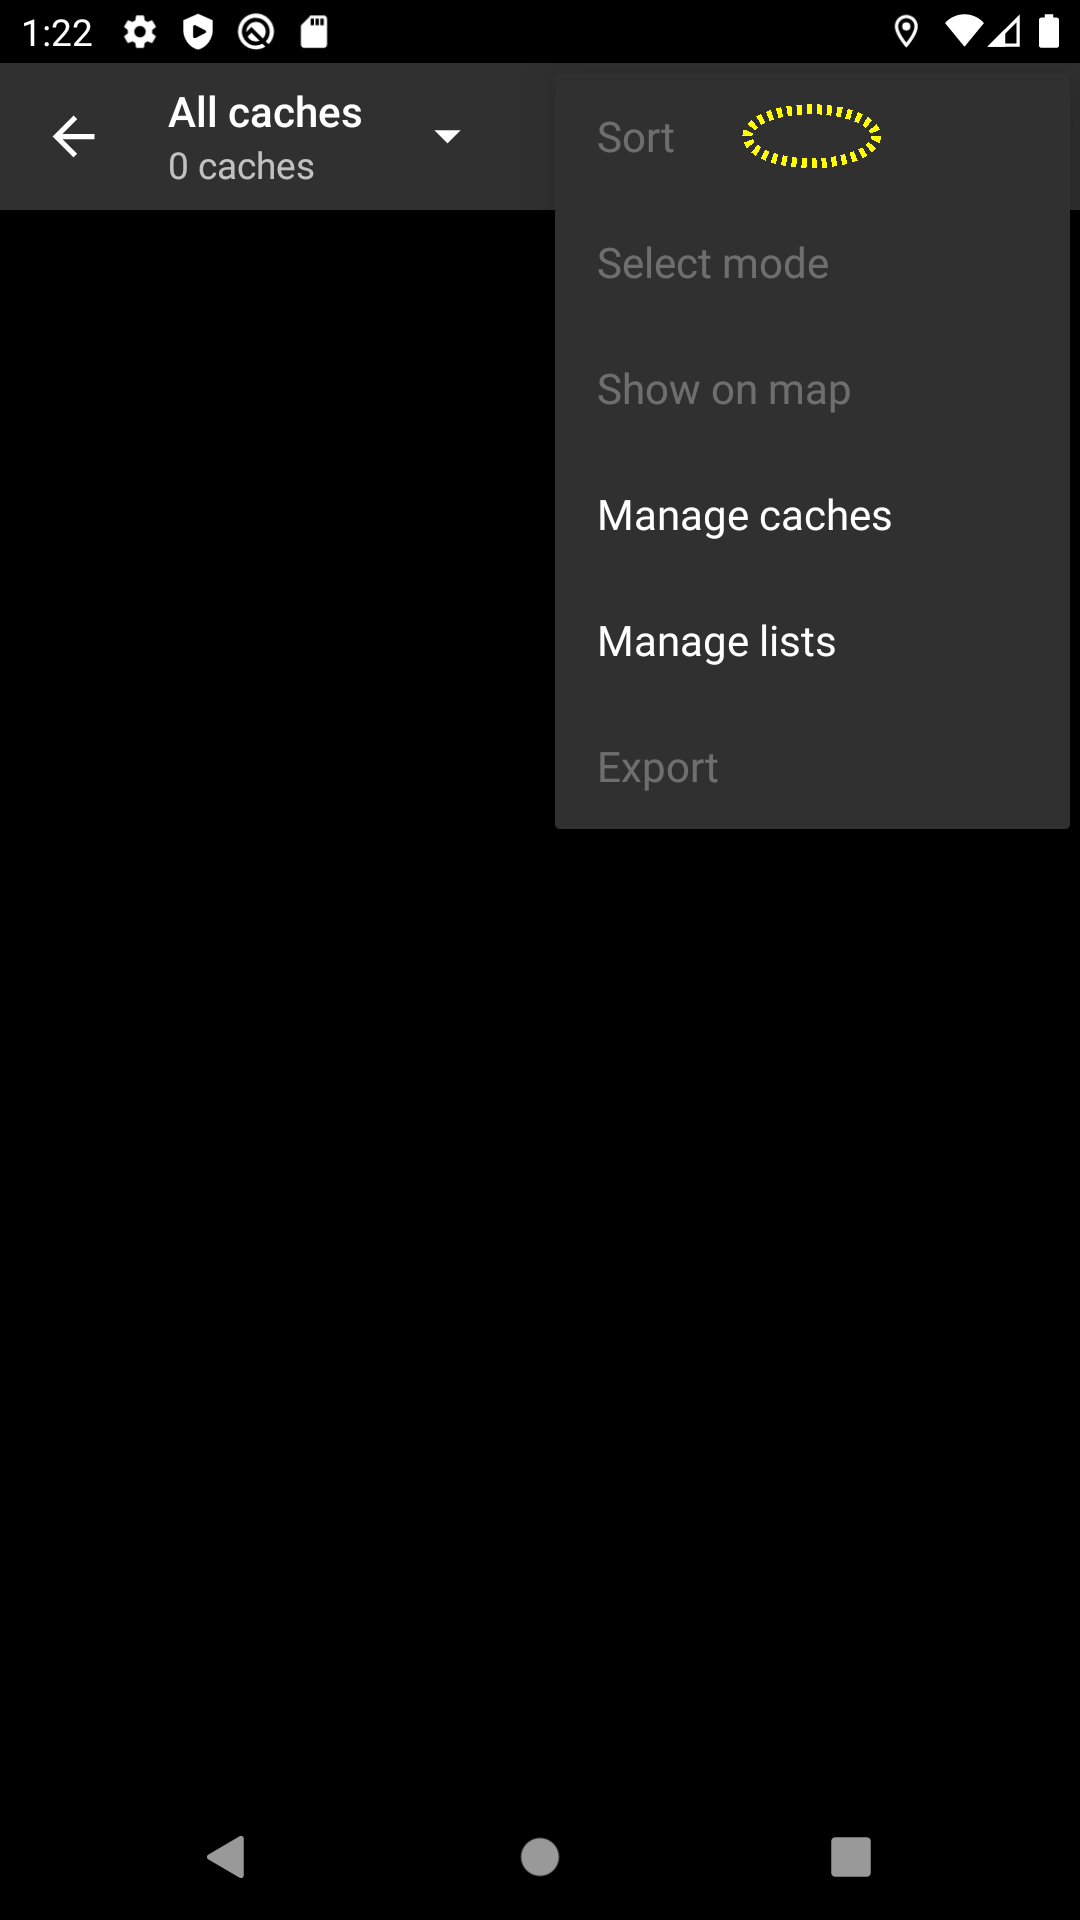 1:22
All caches
0 caches
Sort
Select mode
Show on map
Manage caches
Manage lists
Export